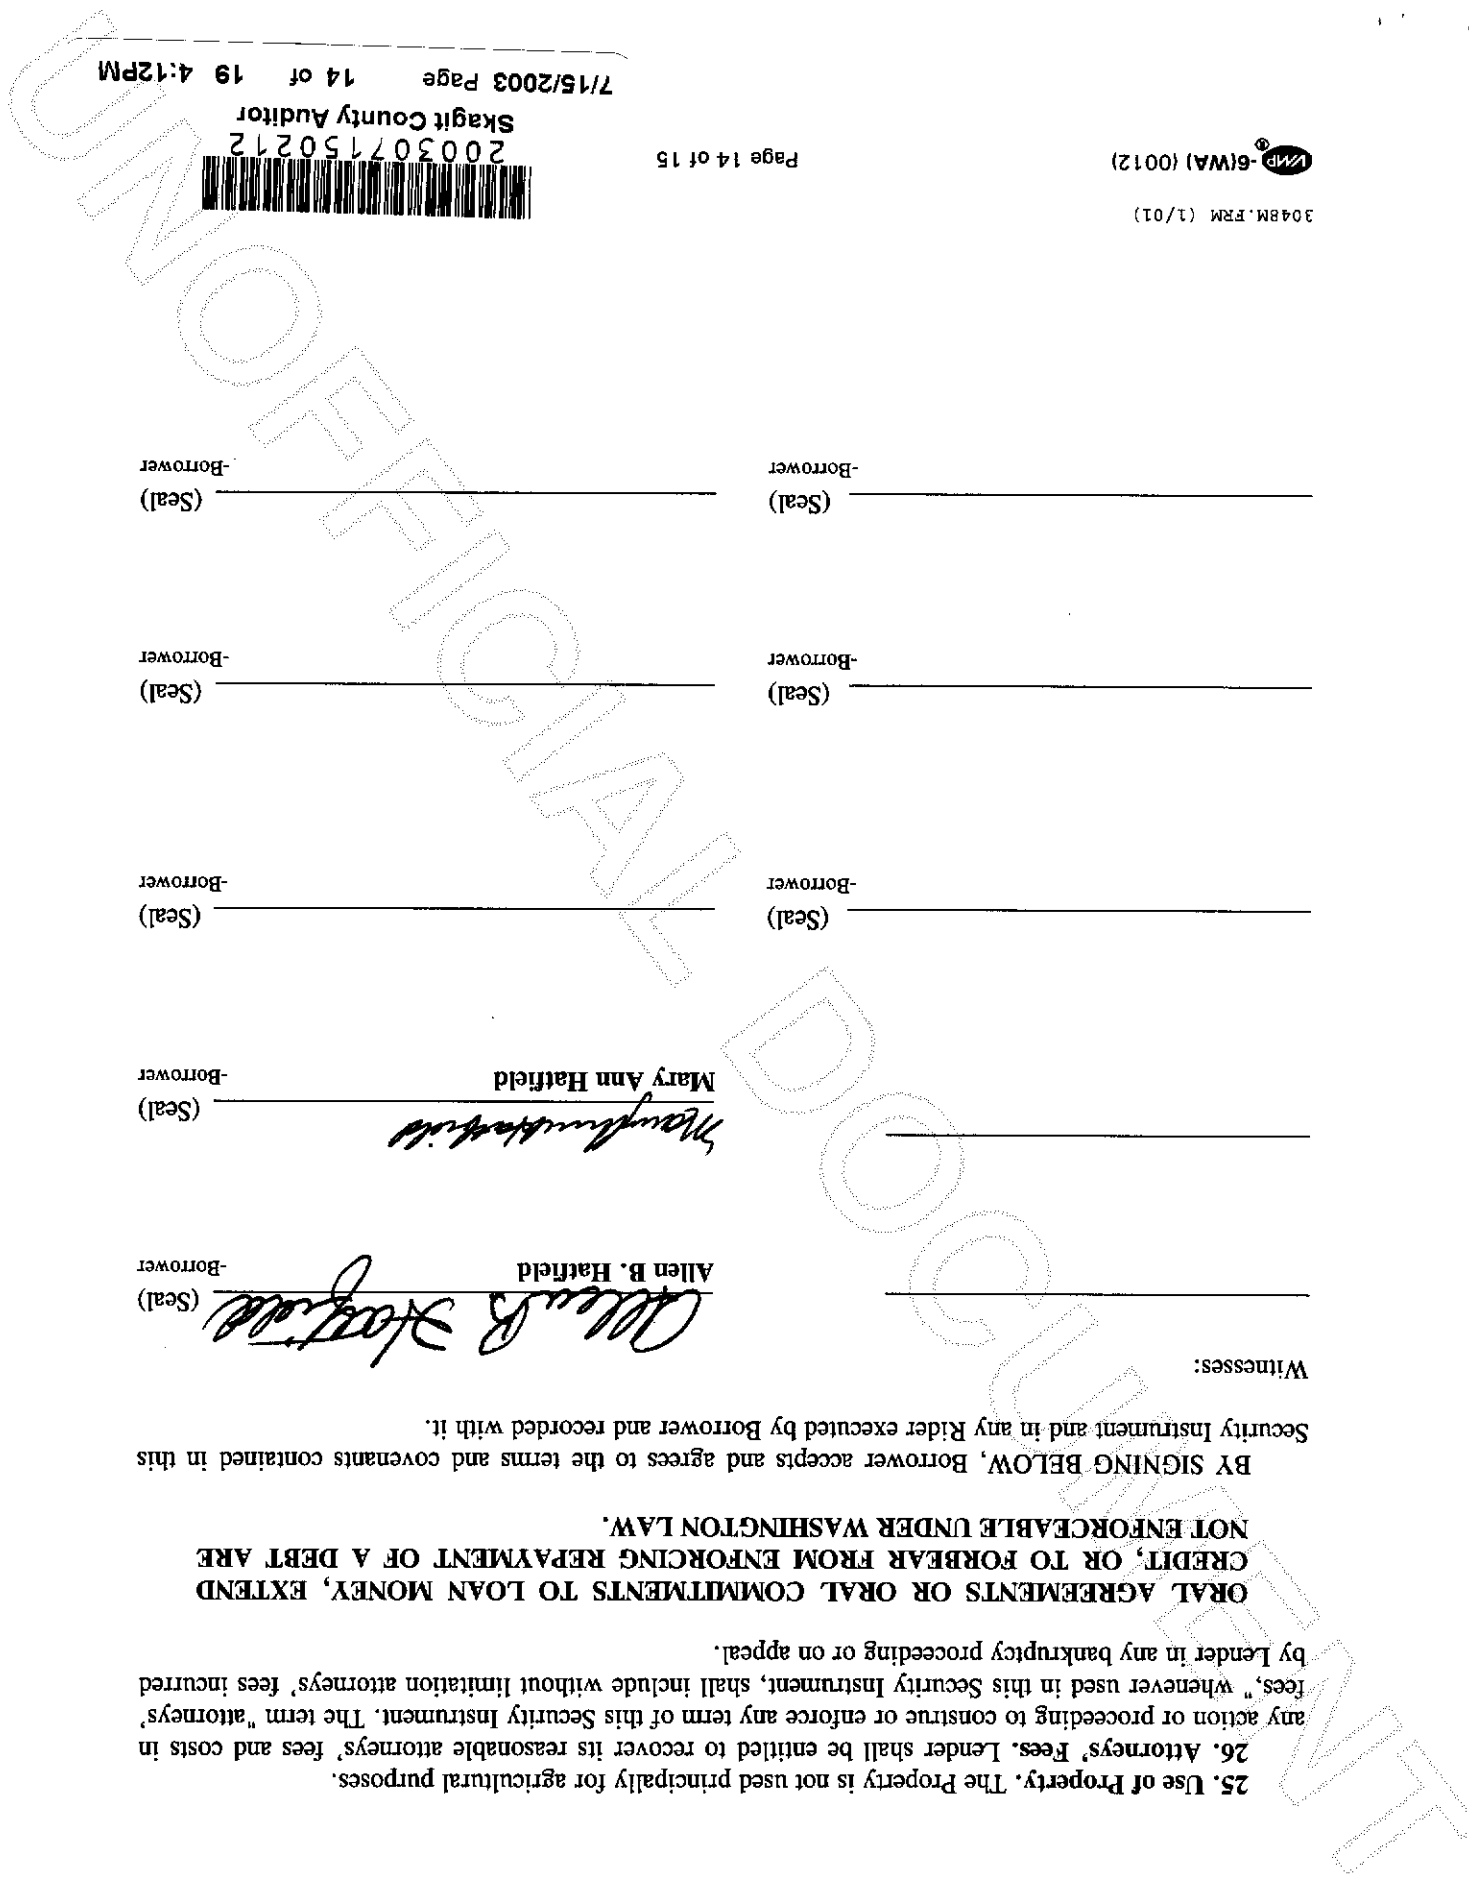 25. Use of Property. The Property is not used principally for agricultural purposes.
26. Attorneys' Fees. Lender shall be entitled to recover its reasonable attorneys' fees and costs in
any action or proceeding to construe or enforce any term of this Security Instrument. The term "attorneys'
fees," whenever used in this Security Instrument, shall include without limitation attorneys' fees incurred
by Lender in any bankruptcy proceeding or on appeal.
ORAL AGREEMENTS OR ORAL COMMITMENTS TO LOAN MONEY, EXTEND
CREDIT, OR TO FORBEAR FROM ENFORCING REPAYMENT OF A DEBT ARE
NOT ENFORCEABLE UNDER WASHINGTON LAW.
BY SIGNING BELOW, Borrower accepts and agrees to the terms and covenants contained in this
Security Instrument and in any Rider executed by Borrower and recorded with it.
Witnesses:
Allen B Hatfield (Seal)
Allen B. Hatfield -Borrower
Mary Ann Hatfield (Seal)
Mary Ann Hatfield -Borrower
(Seal) (Seal)
-Borrower -Borrower
(Seal) (Seal)
-Borrower -Borrower
(Seal) (Seal)
-Borrower -Borrower
3048M.FRM (1/01)
VMP®-6(WA) (0012) Page 14 of 15
200307150212
Skagit County Auditor
7/15/2003 Page 14 of 19 4:12PM
UNOFFICIAL DOCUMENT